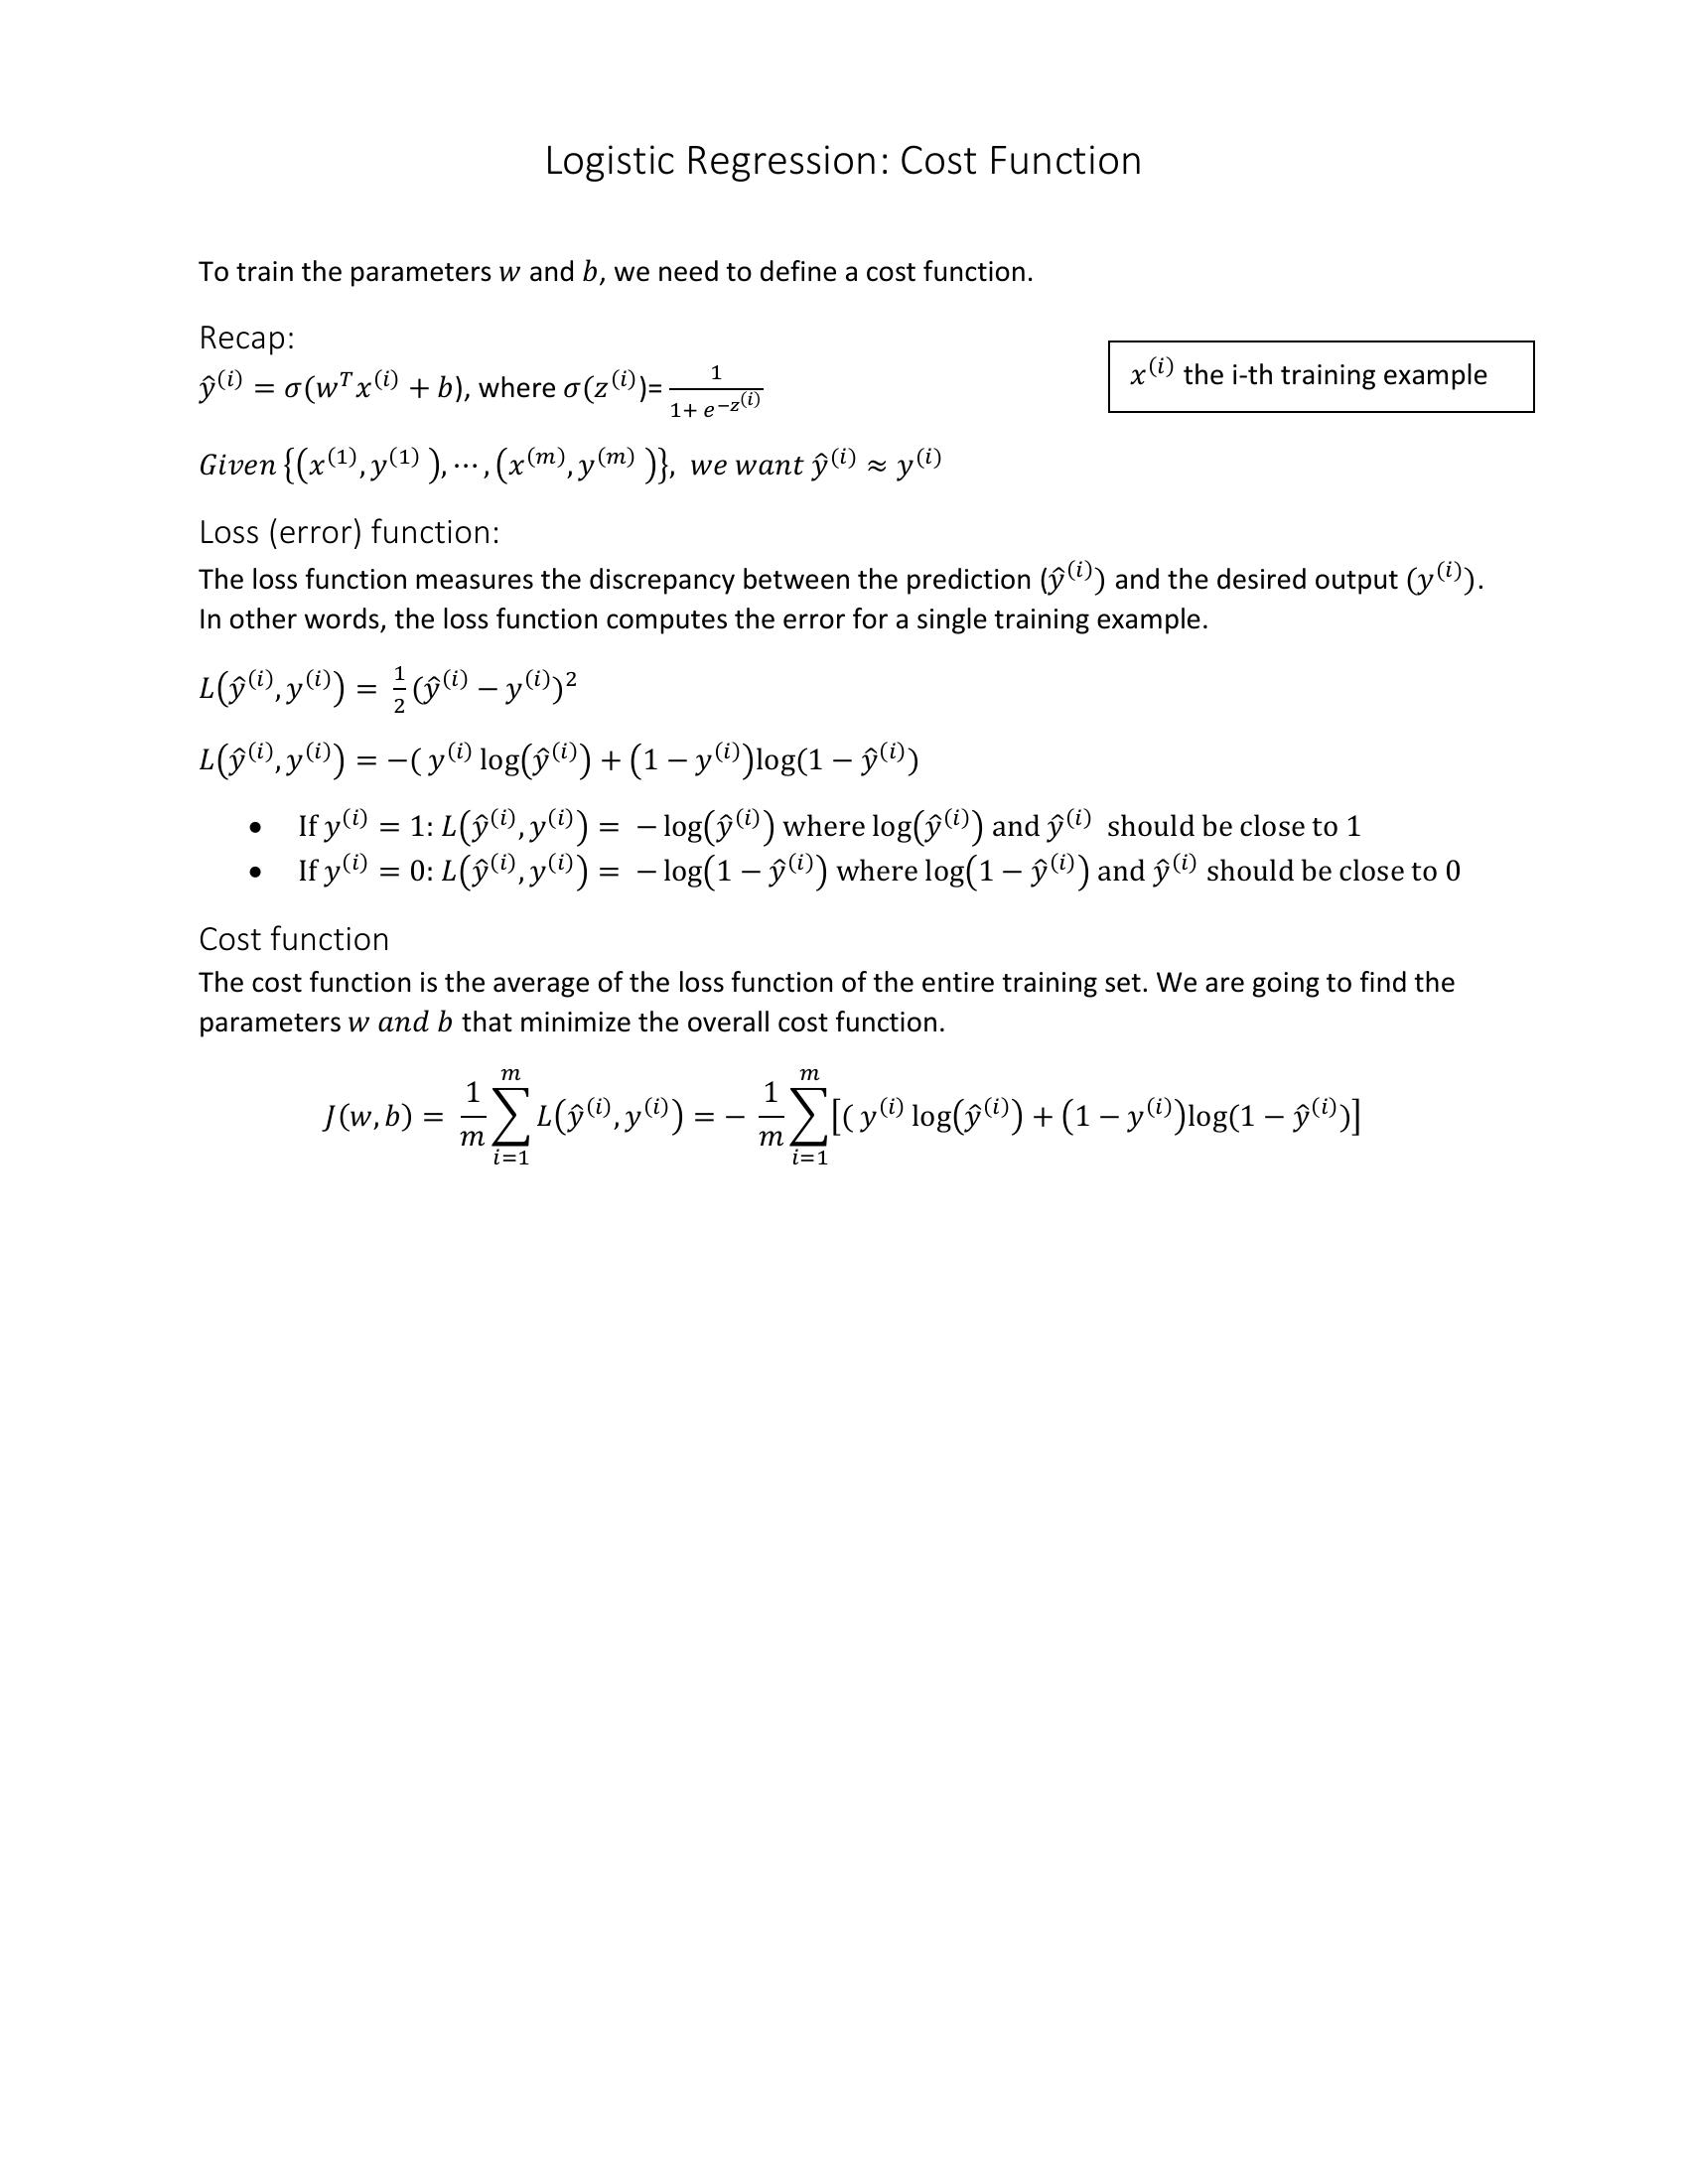 Logistic Regression: Cost Function
To train the parameters w and b, we need to define a cost function.
Recap:
ŷ⁽ⁱ⁾ = σ(wᵀx⁽ⁱ⁾ + b), where σ(z⁽ⁱ⁾)= 1 / (1+ e^(−z⁽ⁱ⁾))
x⁽ⁱ⁾ the i-th training example
Given {(x⁽¹⁾, y⁽¹⁾ ), ⋯ , (x⁽ᵐ⁾, y⁽ᵐ⁾ )}, we want ŷ⁽ⁱ⁾ ≈ y⁽ⁱ⁾
Loss (error) function:
The loss function measures the discrepancy between the prediction (ŷ⁽ⁱ⁾) and the desired output (y⁽ⁱ⁾).
In other words, the loss function computes the error for a single training example.
L(ŷ⁽ⁱ⁾, y⁽ⁱ⁾) = ½ (ŷ⁽ⁱ⁾ − y⁽ⁱ⁾)²
L(ŷ⁽ⁱ⁾, y⁽ⁱ⁾) = −( y⁽ⁱ⁾ log(ŷ⁽ⁱ⁾) + (1 − y⁽ⁱ⁾)log(1 − ŷ⁽ⁱ⁾)
• If y⁽ⁱ⁾ = 1: L(ŷ⁽ⁱ⁾, y⁽ⁱ⁾) = − log(ŷ⁽ⁱ⁾) where log(ŷ⁽ⁱ⁾) and ŷ⁽ⁱ⁾ should be close to 1
• If y⁽ⁱ⁾ = 0: L(ŷ⁽ⁱ⁾, y⁽ⁱ⁾) = − log(1 − ŷ⁽ⁱ⁾) where log(1 − ŷ⁽ⁱ⁾) and ŷ⁽ⁱ⁾ should be close to 0
Cost function
The cost function is the average of the loss function of the entire training set. We are going to find the
parameters w and b that minimize the overall cost function.
J(w, b) = 1/m ∑ᵢ₌₁ᵐ L(ŷ⁽ⁱ⁾, y⁽ⁱ⁾) = − 1/m ∑ᵢ₌₁ᵐ [( y⁽ⁱ⁾ log(ŷ⁽ⁱ⁾) + (1 − y⁽ⁱ⁾)log(1 − ŷ⁽ⁱ⁾)]